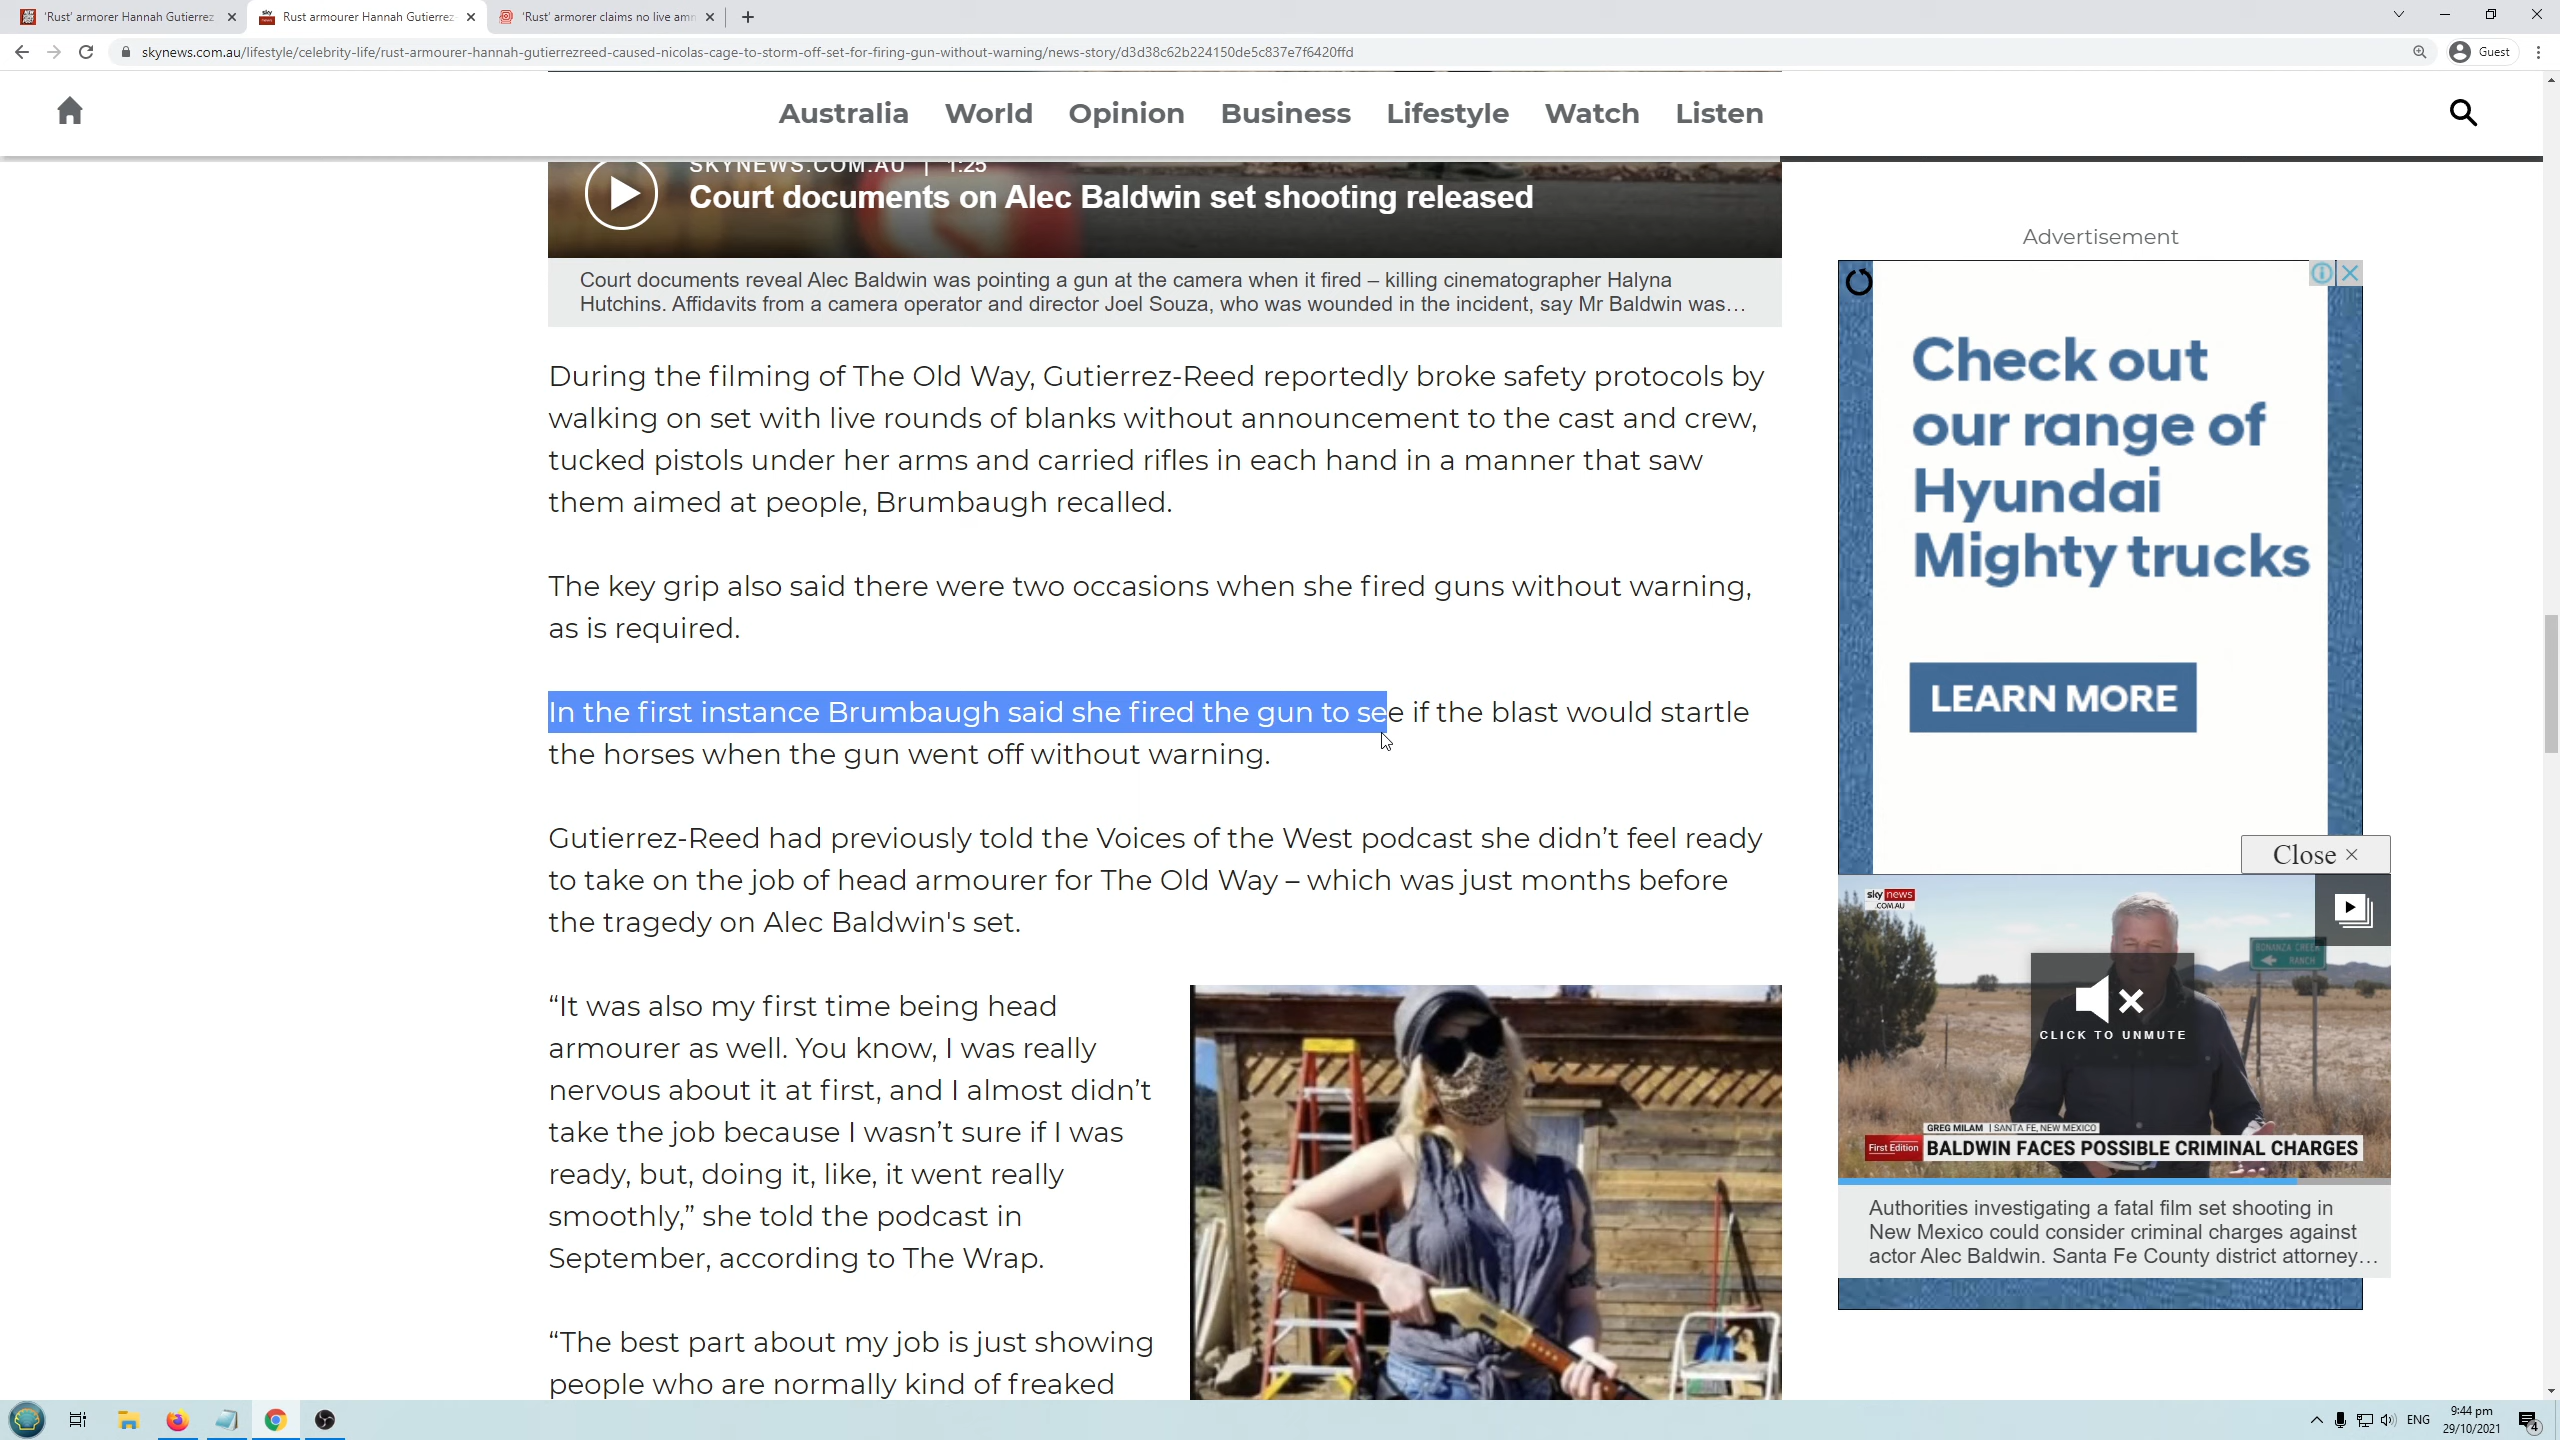 'Rust' armorer Hannah Gutierrez
Rust armourer Hannah Gutierrez-
'Rust' armorer claims no live amm
skynews.com.au/lifestyle/celebrity-life/rust-armourer-hannah-gutierrezreed-caused-nicolas-cage-to-storm-off-set-for-firing-gun-without-warning/news-story/d3d38c62b224150de5c837e7f6420ffd
Guest
Australia World Opinion Business Lifestyle Watch Listen
SKYNEWS.COM.AU | 1:25
Court documents on Alec Baldwin set shooting released
Court documents reveal Alec Baldwin was pointing a gun at the camera when it fired – killing cinematographer Halyna
Hutchins. Affidavits from a camera operator and director Joel Souza, who was wounded in the incident, say Mr Baldwin was...
During the filming of The Old Way, Gutierrez-Reed reportedly broke safety protocols by
walking on set with live rounds of blanks without announcement to the cast and crew,
tucked pistols under her arms and carried rifles in each hand in a manner that saw
them aimed at people, Brumbaugh recalled.
The key grip also said there were two occasions when she fired guns without warning,
as is required.
In the first instance Brumbaugh said she fired the gun to see if the blast would startle
the horses when the gun went off without warning.
Gutierrez-Reed had previously told the Voices of the West podcast she didn’t feel ready
to take on the job of head armourer for The Old Way – which was just months before
the tragedy on Alec Baldwin's set.
“It was also my first time being head
armourer as well. You know, I was really
nervous about it at first, and I almost didn’t
take the job because I wasn’t sure if I was
ready, but, doing it, like, it went really
smoothly,” she told the podcast in
September, according to The Wrap.
“The best part about my job is just showing
people who are normally kind of freaked
Advertisement
Check out
our range of
Hyundai
Mighty trucks
LEARN MORE
Close ×
sky news
.COM.AU
BONANZA CREEK
RANCH
CLICK TO UNMUTE
GREG MILAM | SANTA FE, NEW MEXICO
First Edition BALDWIN FACES POSSIBLE CRIMINAL CHARGES
Authorities investigating a fatal film set shooting in
New Mexico could consider criminal charges against
actor Alec Baldwin. Santa Fe County district attorney...
ENG
9:44 pm
29/10/2021
4